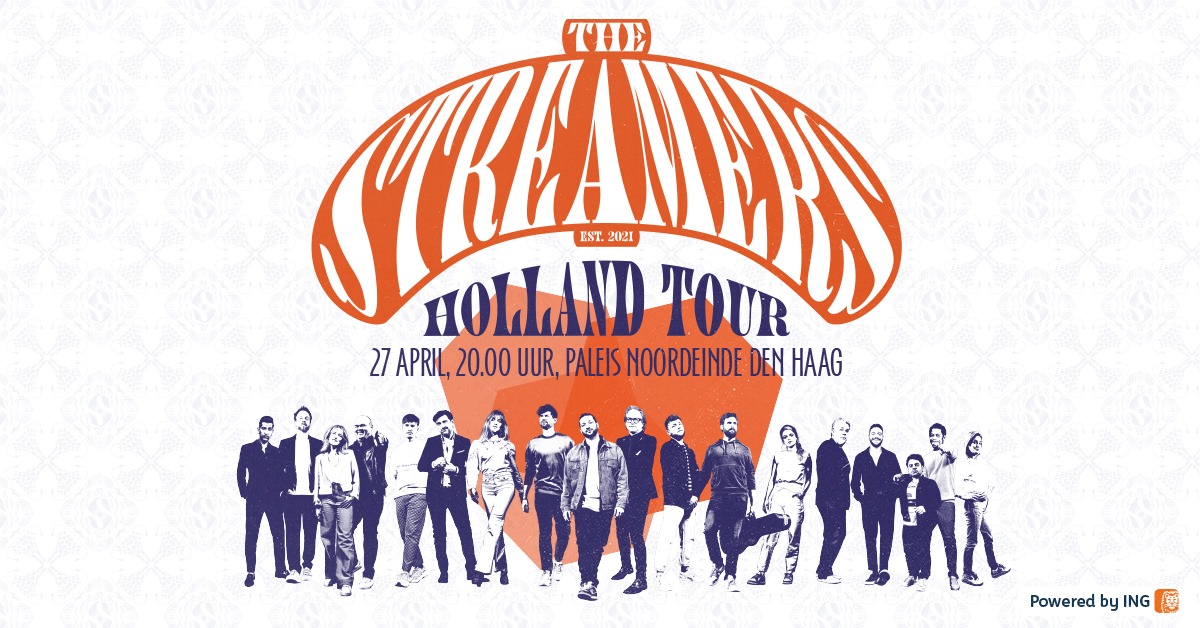 THE
STREAMERS
EST. 2021
HOLLAND TOUR
27 APRIL, 20.00 UUR, PALEIS NOORDEINDE DEN HAAG
Powered by ING